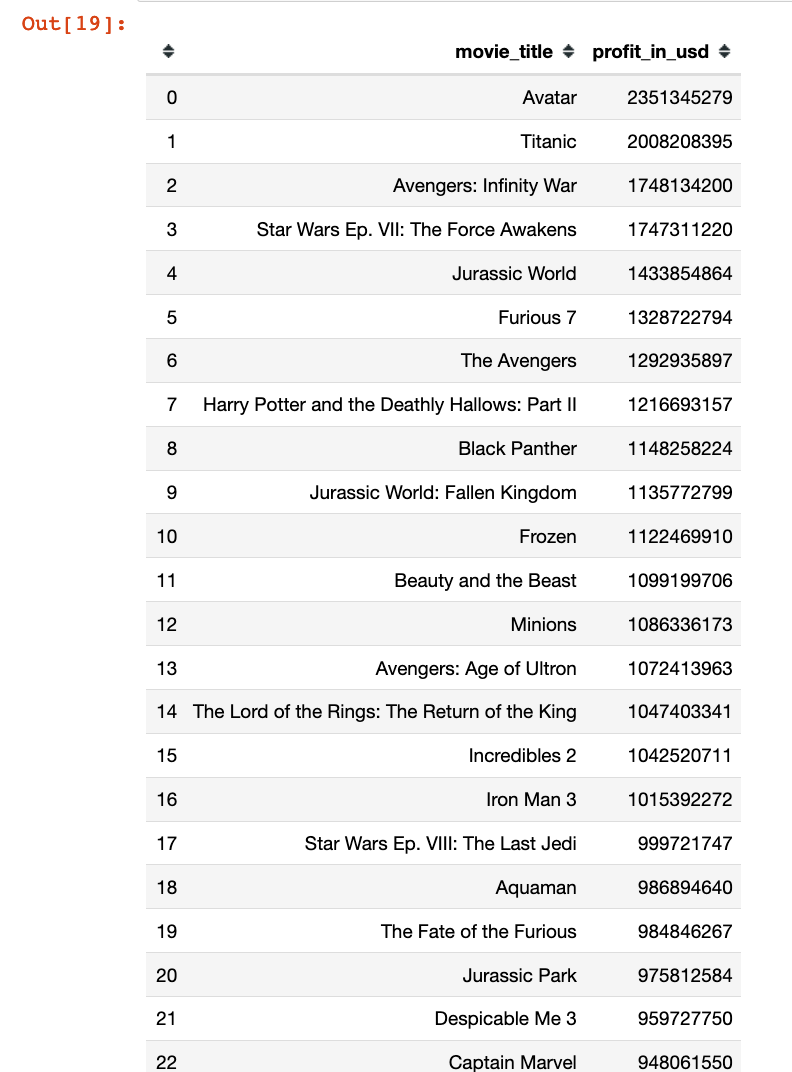 Out[19]:
movie_title profit_in_usd
0 Avatar 2351345279
1 Titanic 2008208395
2 Avengers: Infinity War 1748134200
3 Star Wars Ep. VII: The Force Awakens 1747311220
4 Jurassic World 1433854864
5 Furious 7 1328722794
6 The Avengers 1292935897
7 Harry Potter and the Deathly Hallows: Part II 1216693157
8 Black Panther 1148258224
9 Jurassic World: Fallen Kingdom 1135772799
10 Frozen 1122469910
11 Beauty and the Beast 1099199706
12 Minions 1086336173
13 Avengers: Age of Ultron 1072413963
14 The Lord of the Rings: The Return of the King 1047403341
15 Incredibles 2 1042520711
16 Iron Man 3 1015392272
17 Star Wars Ep. VIII: The Last Jedi 999721747
18 Aquaman 986894640
19 The Fate of the Furious 984846267
20 Jurassic Park 975812584
21 Despicable Me 3 959727750
22 Captain Marvel 948061550